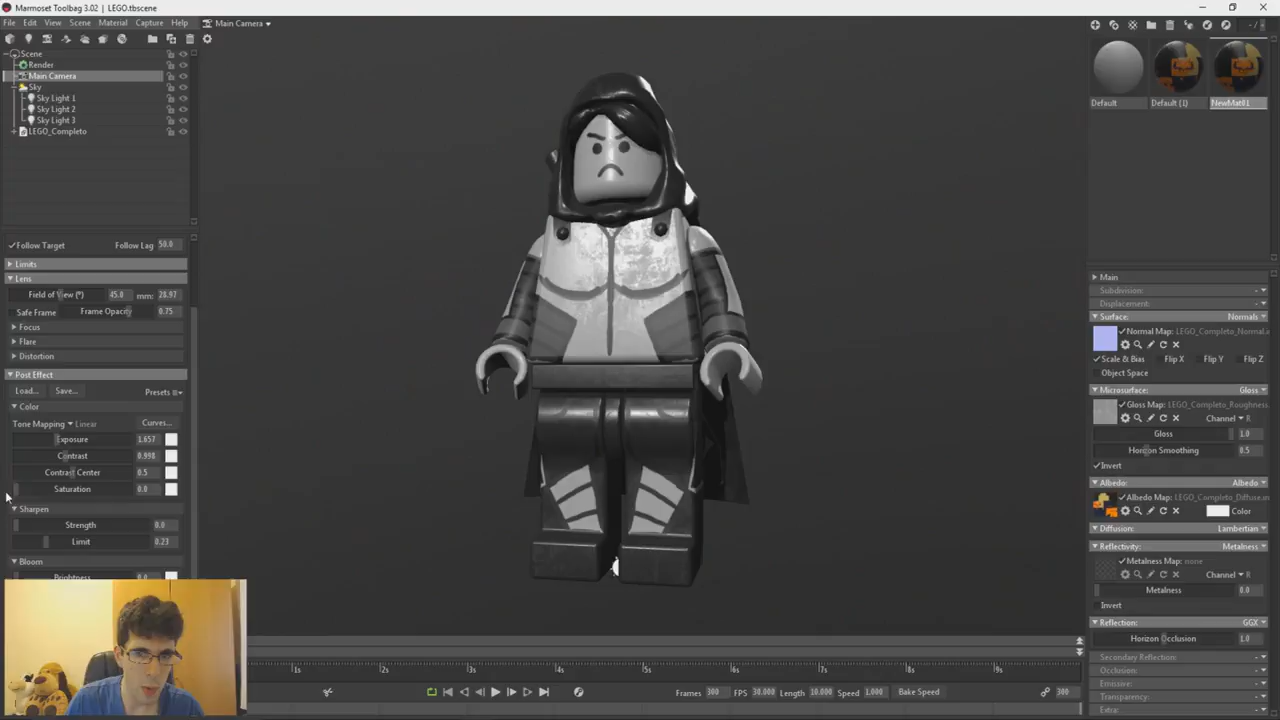 Marmoset Toolbag 3.02 | LEGO.tbscene
File Edit View Scene Material Capture Help
Main Camera
Scene
Render
Main Camera
Sky
Sky Light 1
Sky Light 2
Sky Light 3
LEGO_Completo
Follow Target Follow Lag 50.0
Limits
Lens
Field of View (°) 45.0 mm: 28.97
Safe Frame Frame Opacity 0.75
Focus
Flare
Distortion
Post Effect
Load... Save... Presets
Color
Tone Mapping Linear Curves...
Exposure 1.657
Contrast 0.998
Contrast Center 0.5
Saturation 0.0
Sharpen
Strength 0.0
Limit 0.23
Bloom
Brightness 0.0
1s 2s 3s 4s 5s 6s 7s 8s 9s
Frames 300 FPS 30.000 Length 10.000 Speed 1.000 Bake Speed 300
Default Default (1) NewMat01
Main
Subdivision:
Displacement:
Surface: Normals
Normal Map: LEGO_Completo_Normal.
Scale & Bias Flip X Flip Y Flip Z
Object Space
Microsurface: Gloss
Gloss Map: LEGO_Completo_Roughness
Channel R
Gloss 1.0
Horizon Smoothing 0.5
Invert
Albedo: Albedo
Albedo Map: LEGO_Completo_Diffuse.
Color
Diffusion: Lambertian
Reflectivity: Metalness
Metalness Map: none
Channel R
Metalness 0.0
Invert
Reflection: GGX
Horizon Occlusion 1.0
Secondary Reflection:
Occlusion:
Emissive:
Transparency:
Extra: